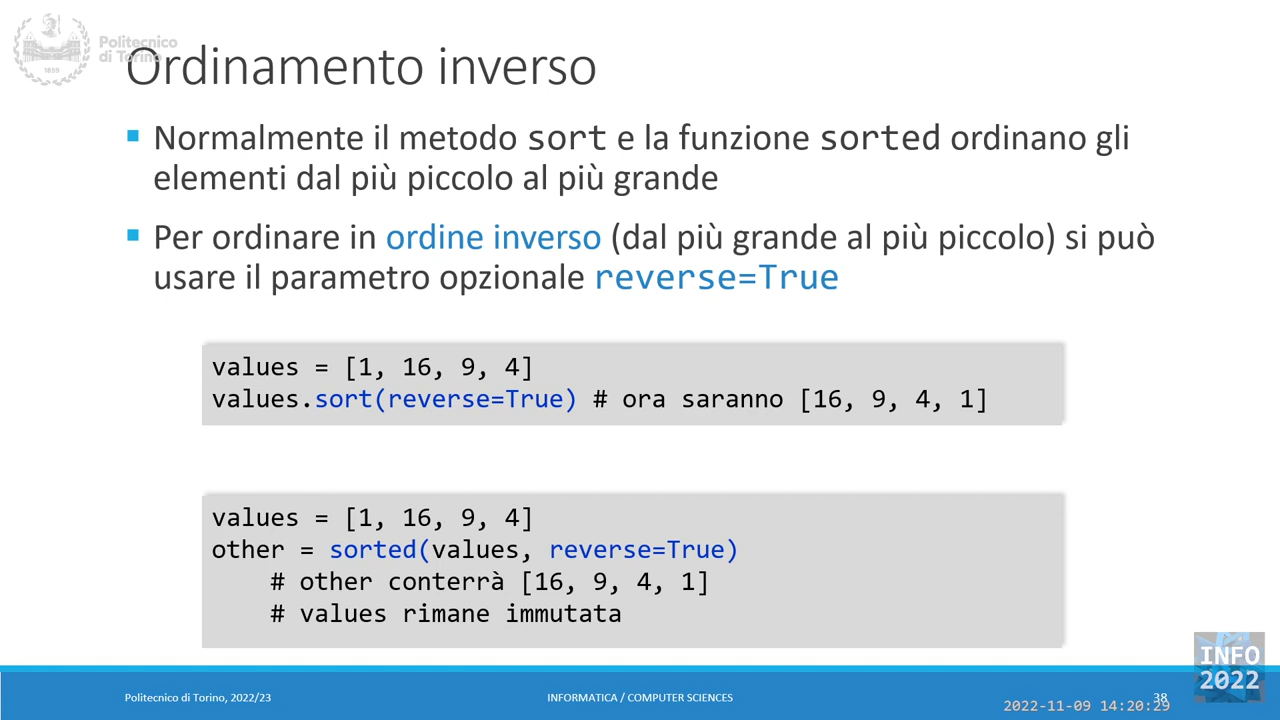 Politecnico
di Torino
1859
Ordinamento inverso
Normalmente il metodo sort e la funzione sorted ordinano gli
elementi dal più piccolo al più grande
Per ordinare in ordine inverso (dal più grande al più piccolo) si può
usare il parametro opzionale reverse=True
values = [1, 16, 9, 4]
values.sort(reverse=True) # ora saranno [16, 9, 4, 1]
values = [1, 16, 9, 4]
other = sorted(values, reverse=True)
    # other conterrà [16, 9, 4, 1]
    # values rimane immutata
INFO
2022
Politecnico di Torino, 2022/23
INFORMATICA / COMPUTER SCIENCES
38
2022-11-09 14:20:29